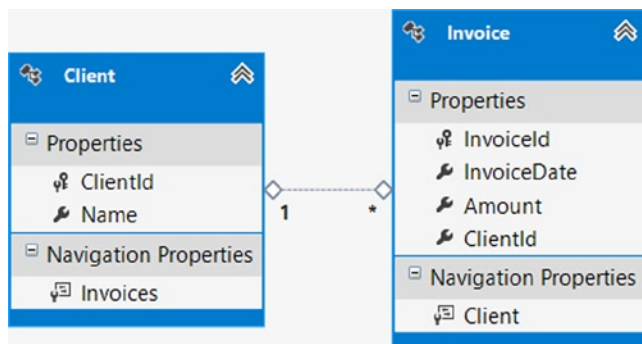 Client
Properties
ClientId
Name
Navigation Properties
Invoices
1
*
Invoice
Properties
InvoiceId
InvoiceDate
Amount
ClientId
Navigation Properties
Client